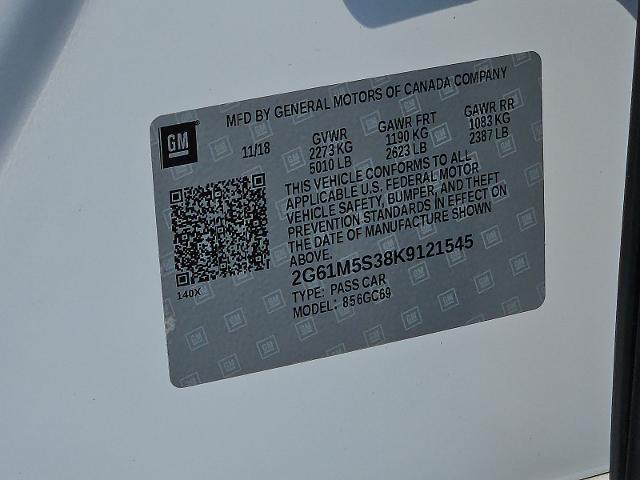 MFD BY GENERAL MOTORS OF CANADA COMPANY
GM
11/18
GVWR GAWR FRT GAWR RR
2273 KG 1190 KG 1083 KG
5010 LB 2623 LB 2387 LB
THIS VEHICLE CONFORMS TO ALL
APPLICABLE U.S. FEDERAL MOTOR
VEHICLE SAFETY, BUMPER, AND THEFT
PREVENTION STANDARDS IN EFFECT ON
THE DATE OF MANUFACTURE SHOWN
ABOVE.
2G61M5S38K9121545
140X
TYPE: PASS CAR
MODEL: 856GC69